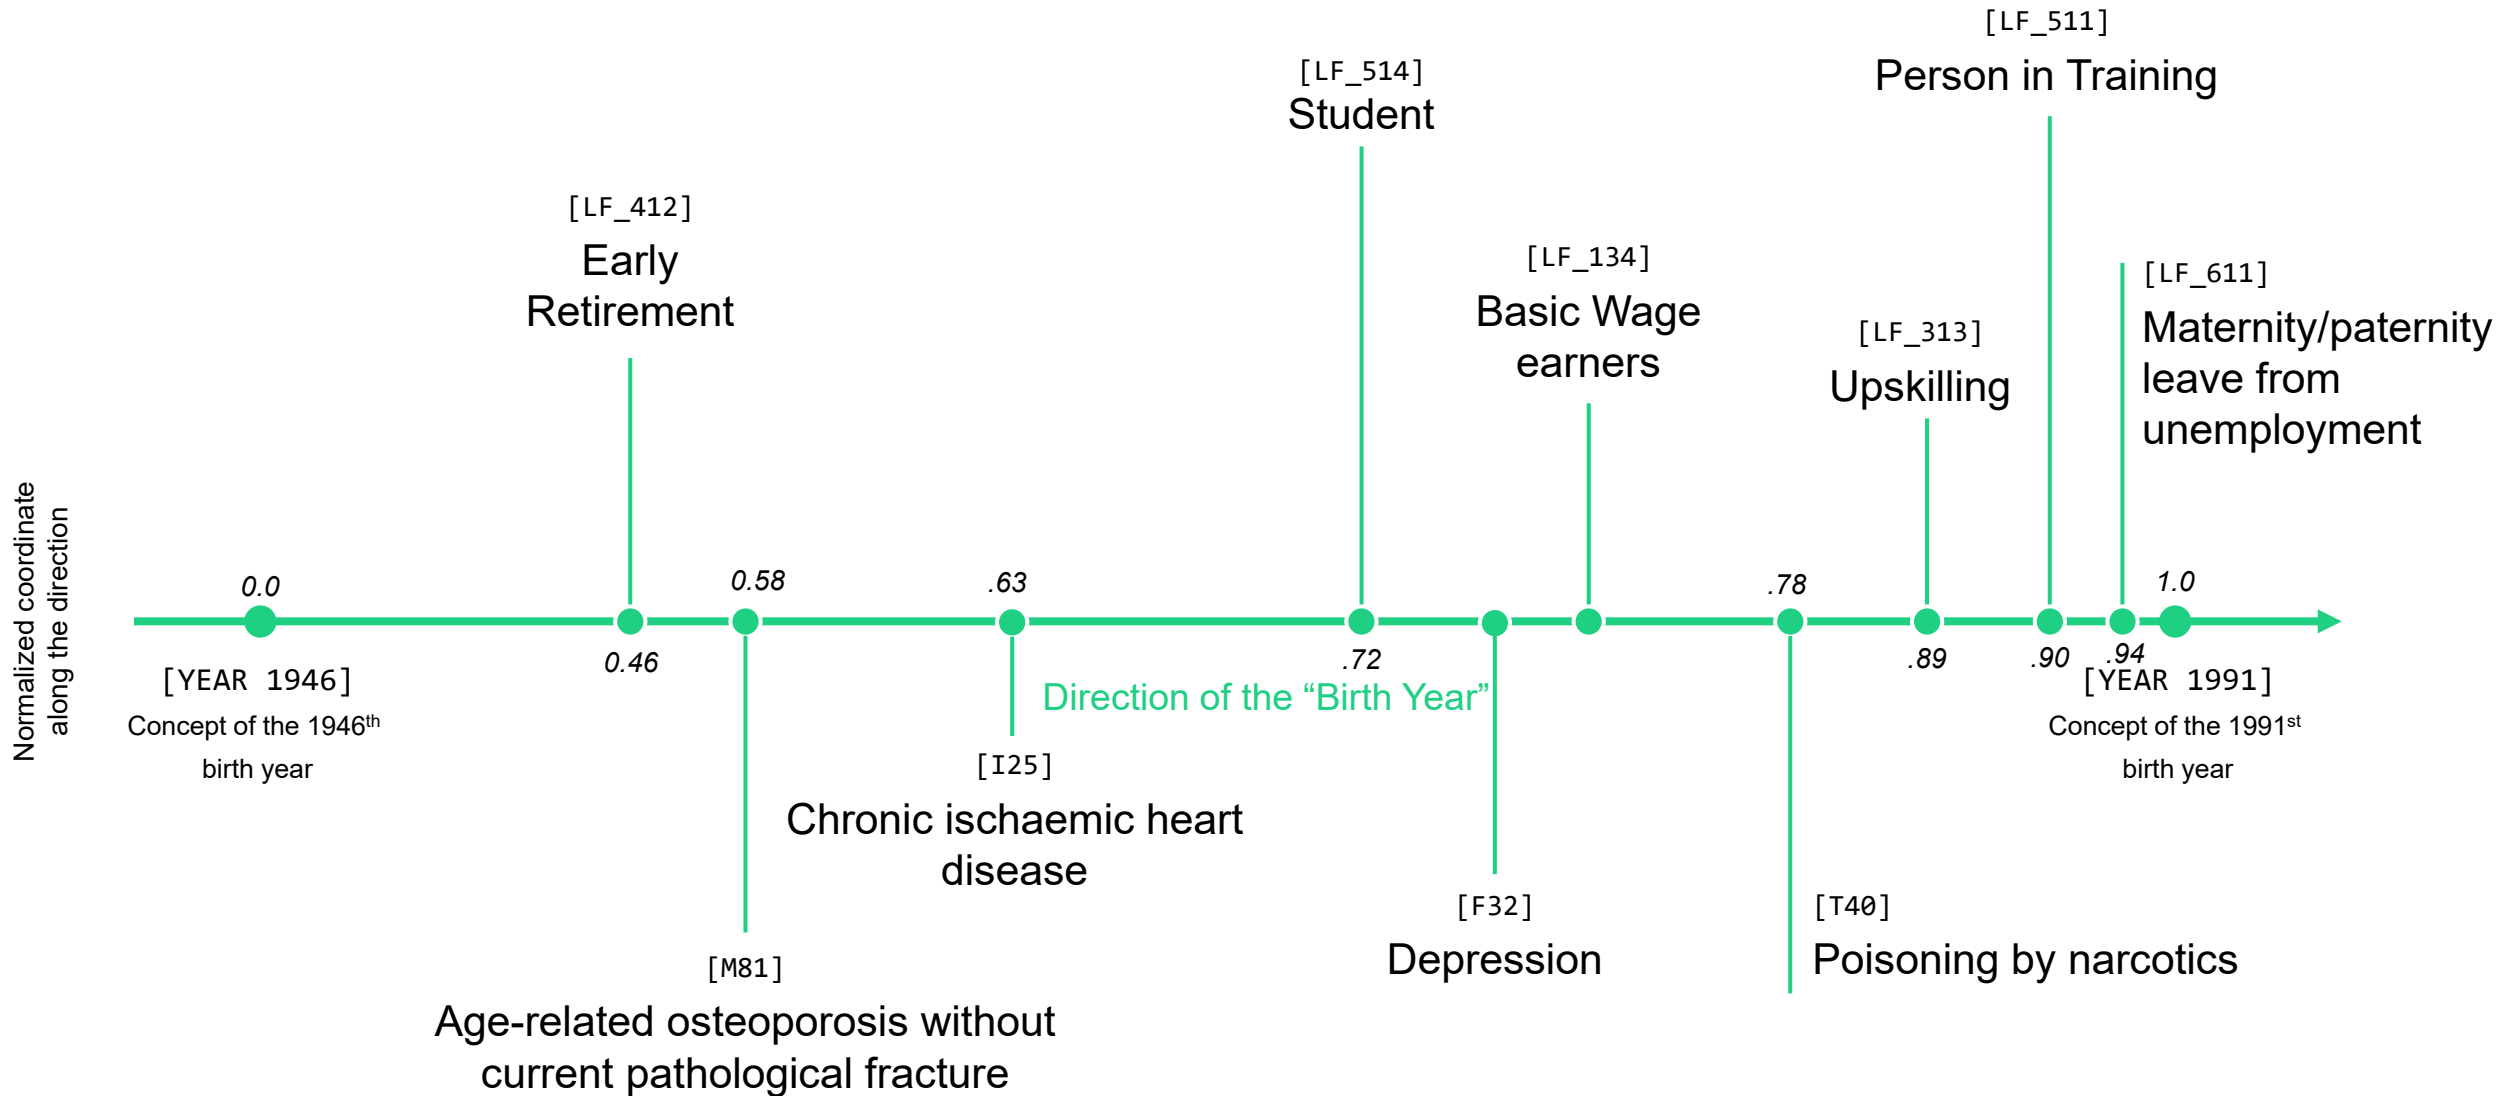 [LF_511]
Person in Training
[LF_514]
Student
[LF_412]
Early
Retirement
[LF_134]
Basic Wage
earners
[LF_313]
Upskilling
[LF_611]
Maternity/paternity
leave from
unemployment
Normalized coordinate
along the direction
0.0
0.58
.63
.78
1.0
0.46
.72
.89
.90
.94
[YEAR 1946]
Concept of the 1946th
birth year
Direction of the “Birth Year”
[YEAR 1991]
Concept of the 1991st
birth year
[I25]
Chronic ischaemic heart
disease
[F32]
Depression
[T40]
Poisoning by narcotics
[M81]
Age-related osteoporosis without
current pathological fracture